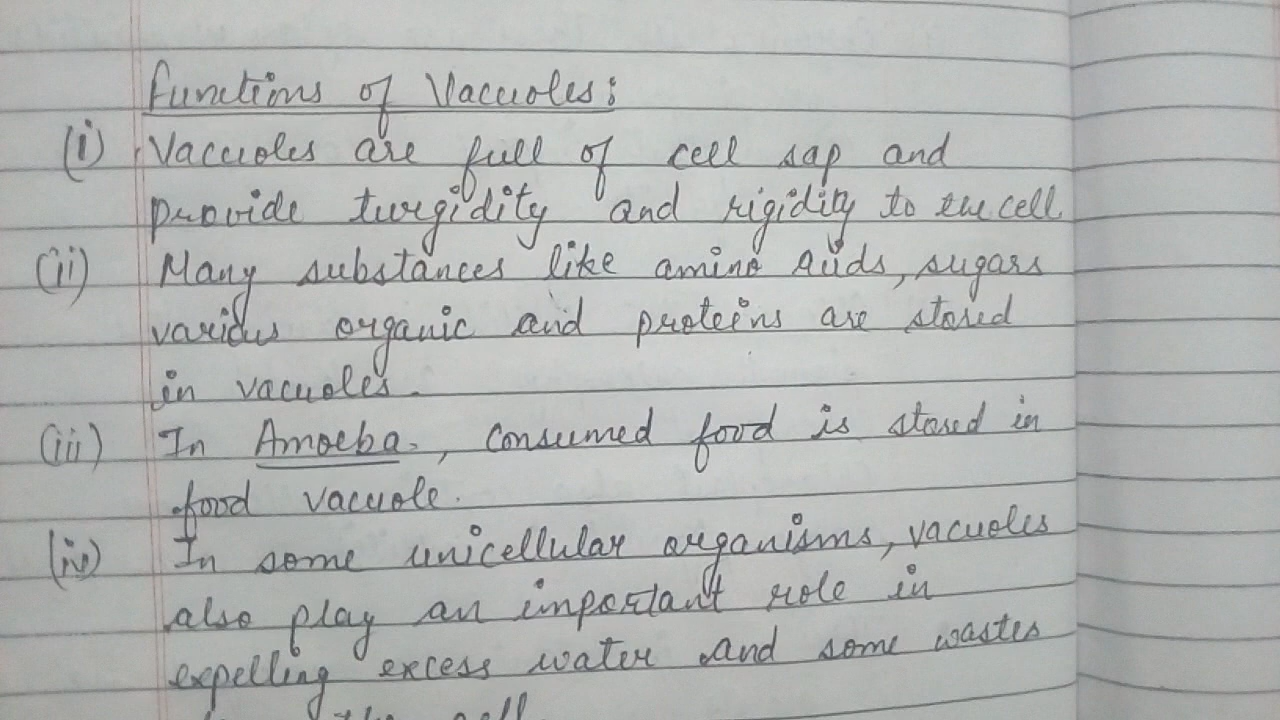 Functions of Vacuoles:
(i) Vacuoles are full of cell sap and
provide turgidity and rigidity to the cell
(ii) Many substances like amino acids, sugars
various organic and proteins are stored
in vacuoles.
(iii) In Amoeba, consumed food is stored in
food vacuole.
(iv) In some unicellular organisms, vacuoles
also play an important role in
expelling excess water and some wastes
the cell